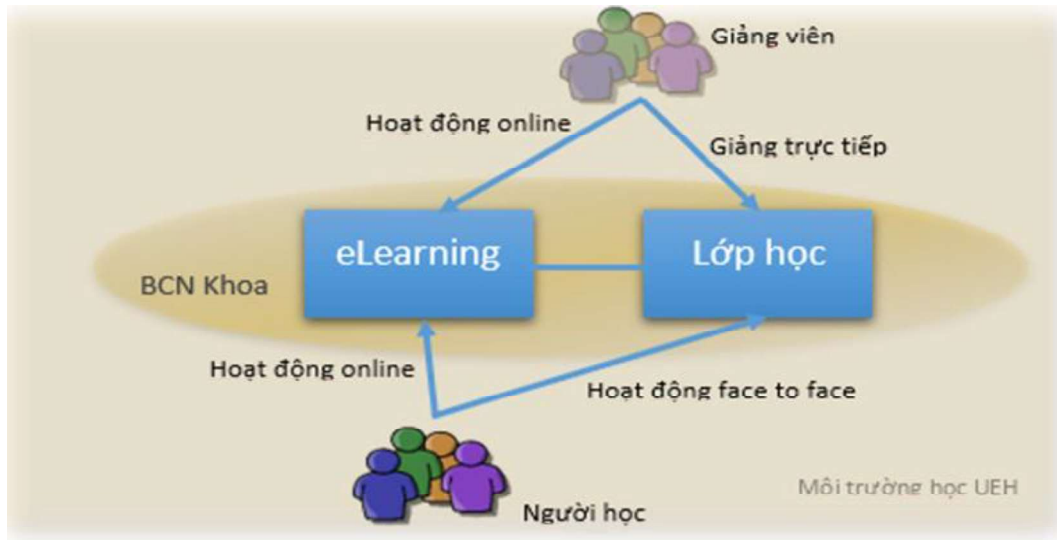 Giảng viên
Hoạt động online
Giảng trực tiếp
eLearning
Lớp học
BCN Khoa
Hoạt động online
Hoạt động face to face
Môi trường học UEH
Người học